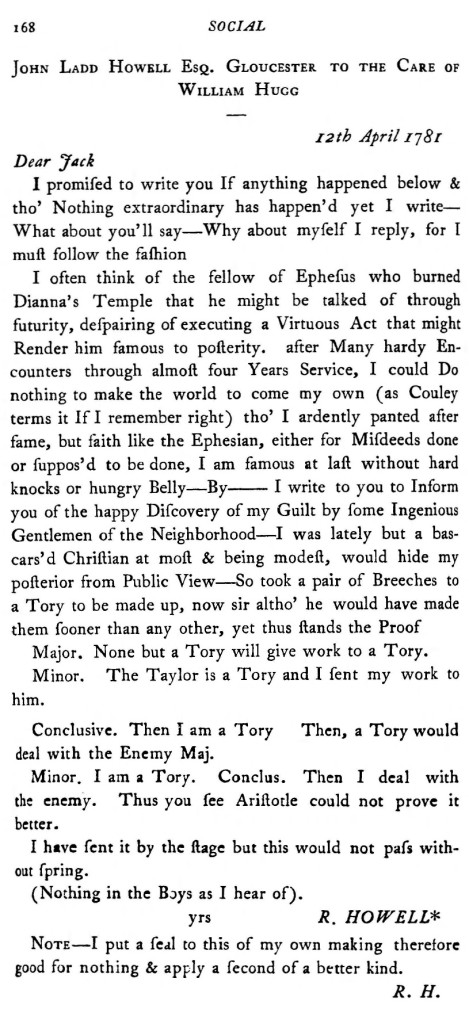 168 SOCIAL
John Ladd Howell Esq. Gloucester to the Care of
William Hugg
12th April 1781
Dear Jack
I promiſed to write you If anything happened below &
tho' Nothing extraordinary has happen'd yet I write—
What about you'll say—Why about myſelf I reply, for I
muſt follow the faſhion
I often think of the fellow of Epheſus who burned
Dianna's Temple that he might be talked of through
futurity, deſpairing of executing a Virtuous Act that might
Render him famous to poſterity. after Many hardy En-
counters through almoſt four Years Service, I could Do
nothing to make the world to come my own (as Couley
terms it If I remember right) tho' I ardently panted after
fame, but faith like the Ephesian, either for Miſdeeds done
or ſuppos'd to be done, I am famous at laſt without hard
knocks or hungry Belly—By—— I write to you to Inform
you of the happy Diſcovery of my Guilt by ſome Ingenious
Gentlemen of the Neighborhood—I was lately but a bas-
cars'd Chriſtian at moſt & being modeſt, would hide my
poſterior from Public View—So took a pair of Breeches to
a Tory to be made up, now sir altho' he would have made
them ſooner than any other, yet thus ſtands the Proof
Major. None but a Tory will give work to a Tory.
Minor. The Taylor is a Tory and I ſent my work to
him.
Concluſive. Then I am a Tory Then, a Tory would
deal with the Enemy Maj.
Minor. I am a Tory. Conclus. Then I deal with
the enemy. Thus you ſee Ariſtotle could not prove it
better.
I have ſent it by the ſtage but this would not paſs with-
out ſpring.
(Nothing in the Boys as I hear of).
yrs R. HOWELL*
Note—I put a ſeal to this of my own making therefore
good for nothing & apply a ſecond of a better kind.
R. H.